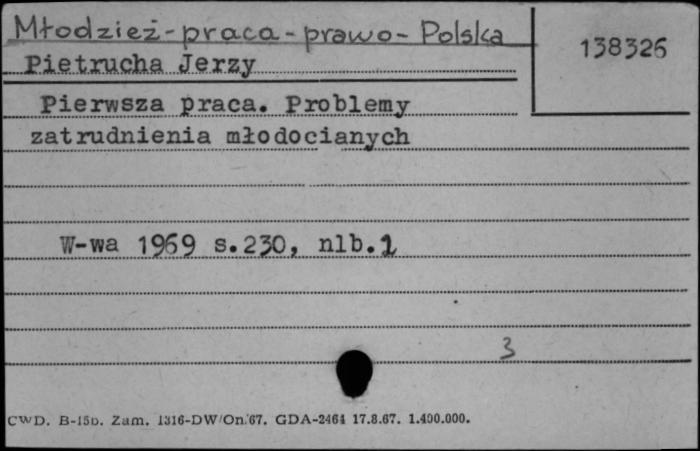 Młodzież-praca-prawo-Polska
138326
Pietrucha Jerzy
Pierwsza praca. Problemy
zatrudnienia młodocianych
W-wa 1969 s.230, nlb.1
3
CWD. B-15b. Zam. 1316-DW/On/67. GDA-2464 17.8.67. 1.400.000.